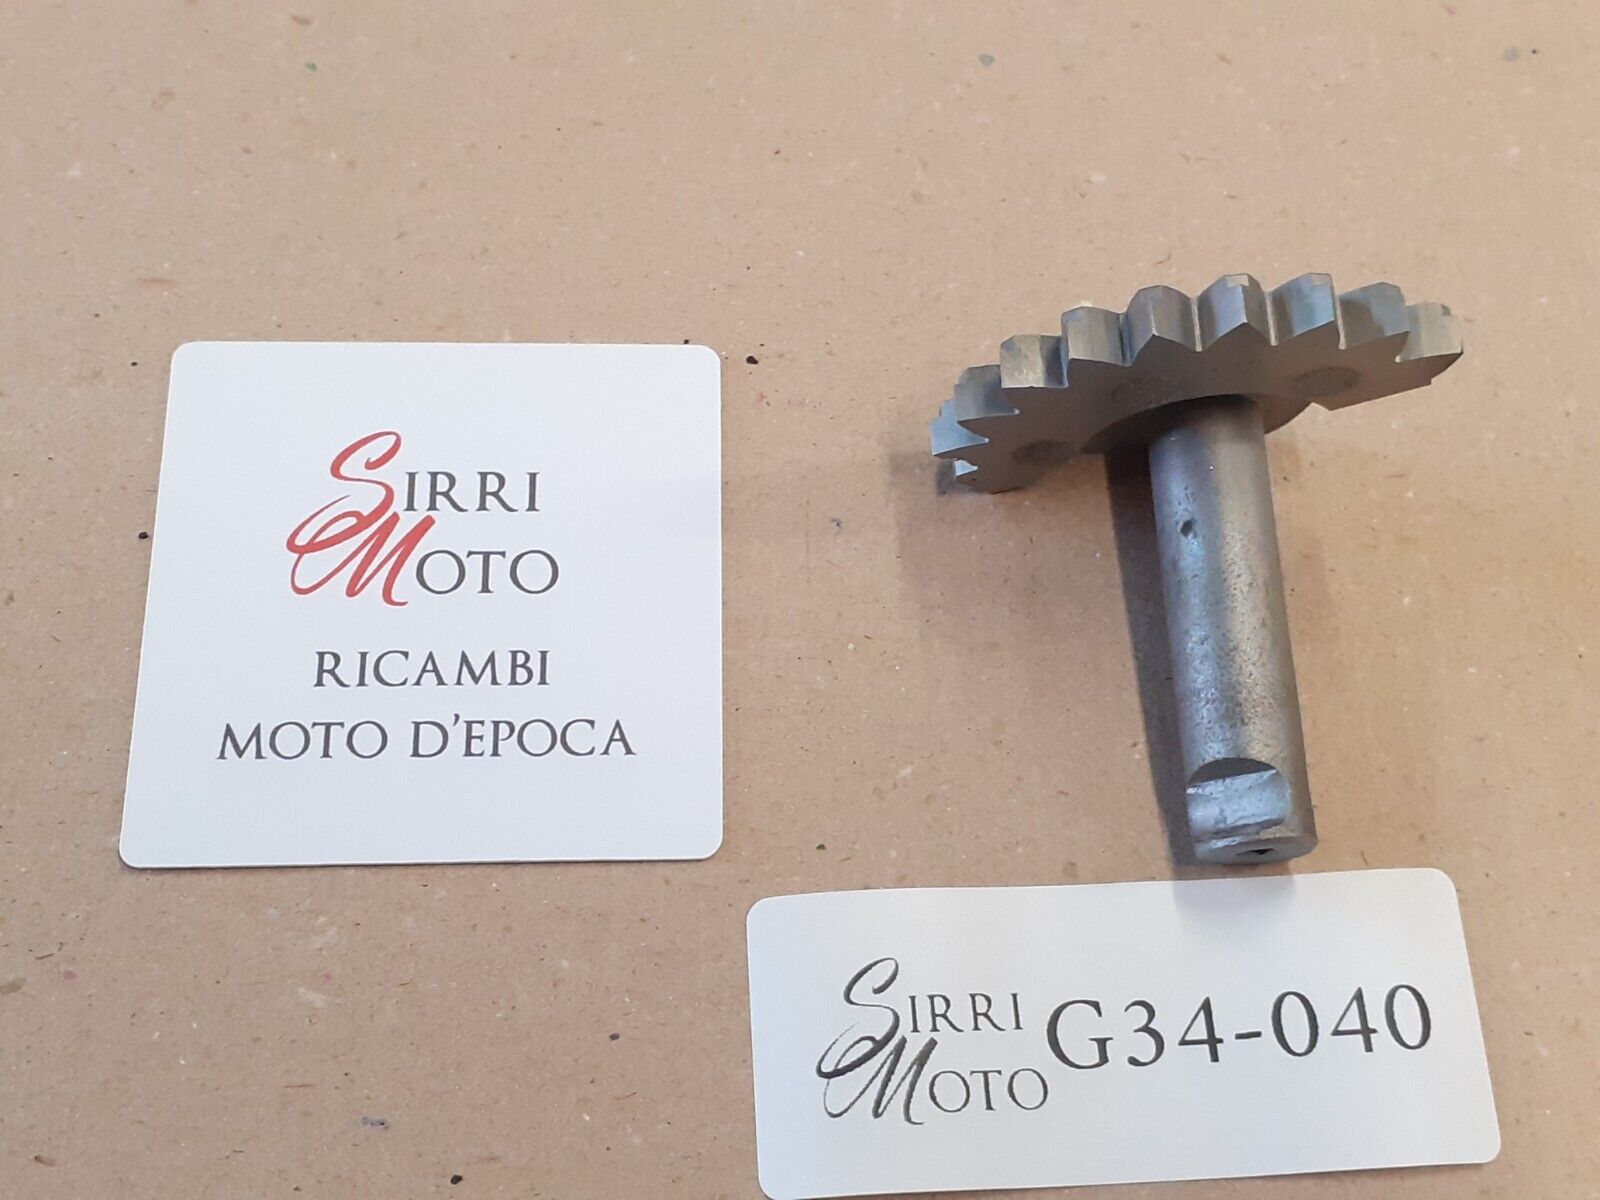 SIRRI
MOTO
RICAMBI
MOTO D'EPOCA
SIRRI
MOTO
G34-040